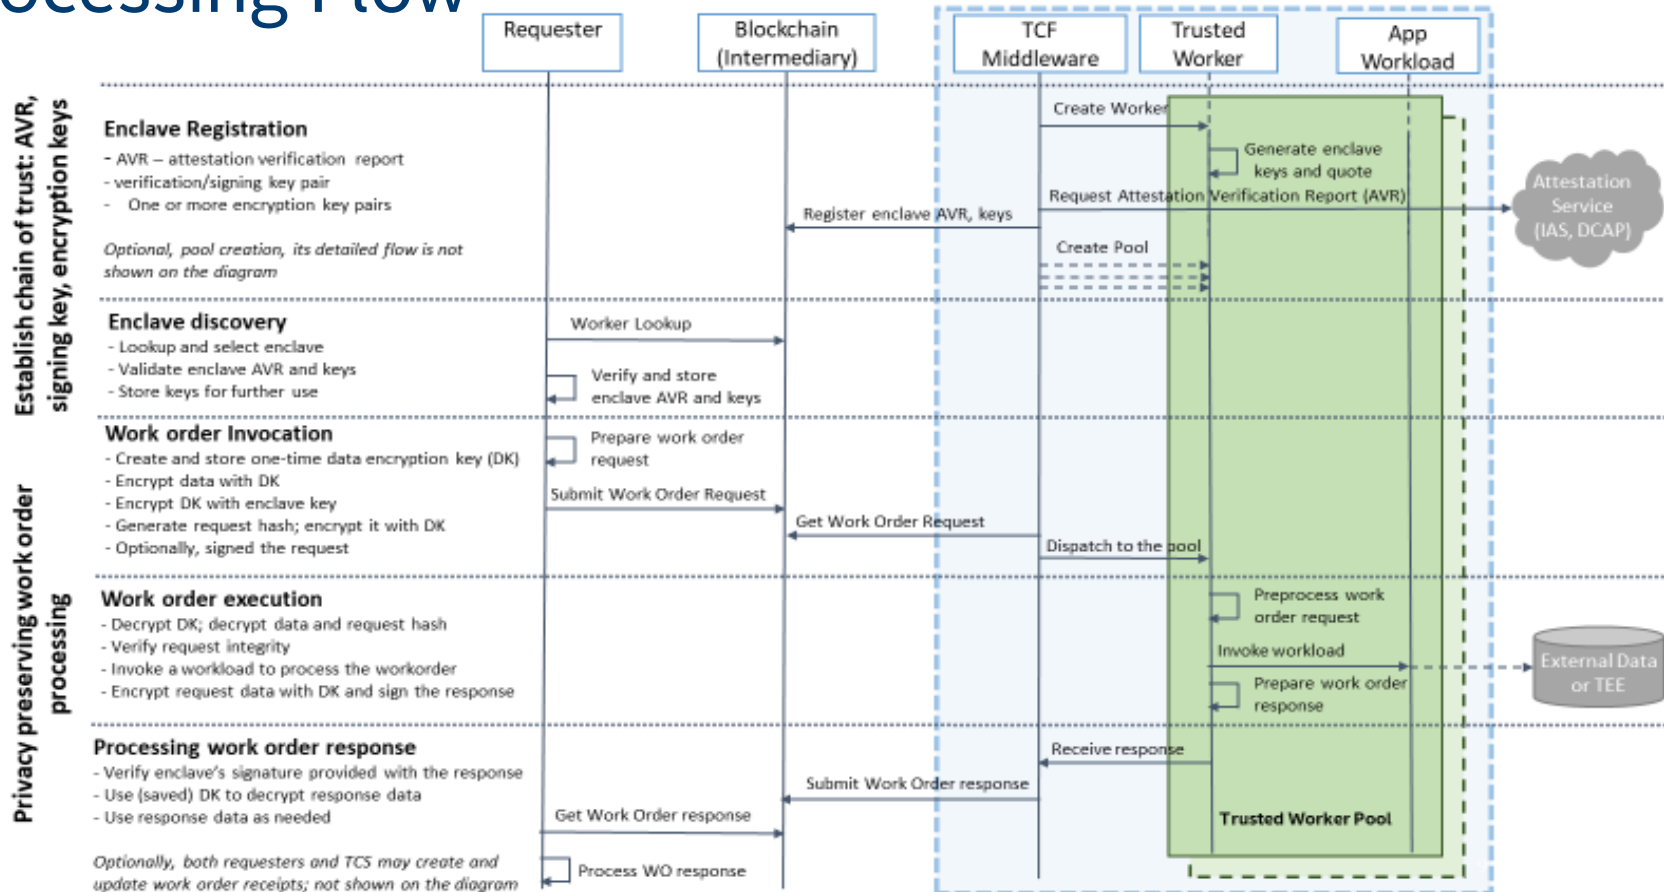 ocessing Flow
Requester
Blockchain
(Intermediary)
TCF
Middleware
Trusted
Worker
App
Workload
Establish chain of trust: AVR,
signing key, encryption keys
Enclave Registration
- AVR – attestation verification report
- verification/signing key pair
- One or more encryption key pairs
Optional, pool creation, its detailed flow is not
shown on the diagram
Create Worker
Generate enclave
keys and quote
Request Attestation Verification Report (AVR)
Register enclave AVR, keys
Create Pool
Attestation
Service
(IAS, DCAP)
Enclave discovery
- Lookup and select enclave
- Validate enclave AVR and keys
- Store keys for further use
Worker Lookup
Verify and store
enclave AVR and keys
Privacy preserving work order
processing
Work order Invocation
- Create and store one-time data encryption key (DK)
- Encrypt data with DK
- Encrypt DK with enclave key
- Generate request hash; encrypt it with DK
- Optionally, signed the request
Prepare work order
request
Submit Work Order Request
Get Work Order Request
Dispatch to the pool
Work order execution
- Decrypt DK; decrypt data and request hash
- Verify request integrity
- Invoke a workload to process the workorder
- Encrypt request data with DK and sign the response
Preprocess work
order request
Invoke workload
Prepare work order
response
External Data
or TEE
Processing work order response
- Verify enclave's signature provided with the response
- Use (saved) DK to decrypt response data
- Use response data as needed
Optionally, both requesters and TCS may create and
update work order receipts; not shown on the diagram
Receive response
Submit Work Order response
Get Work Order response
Process WO response
Trusted Worker Pool